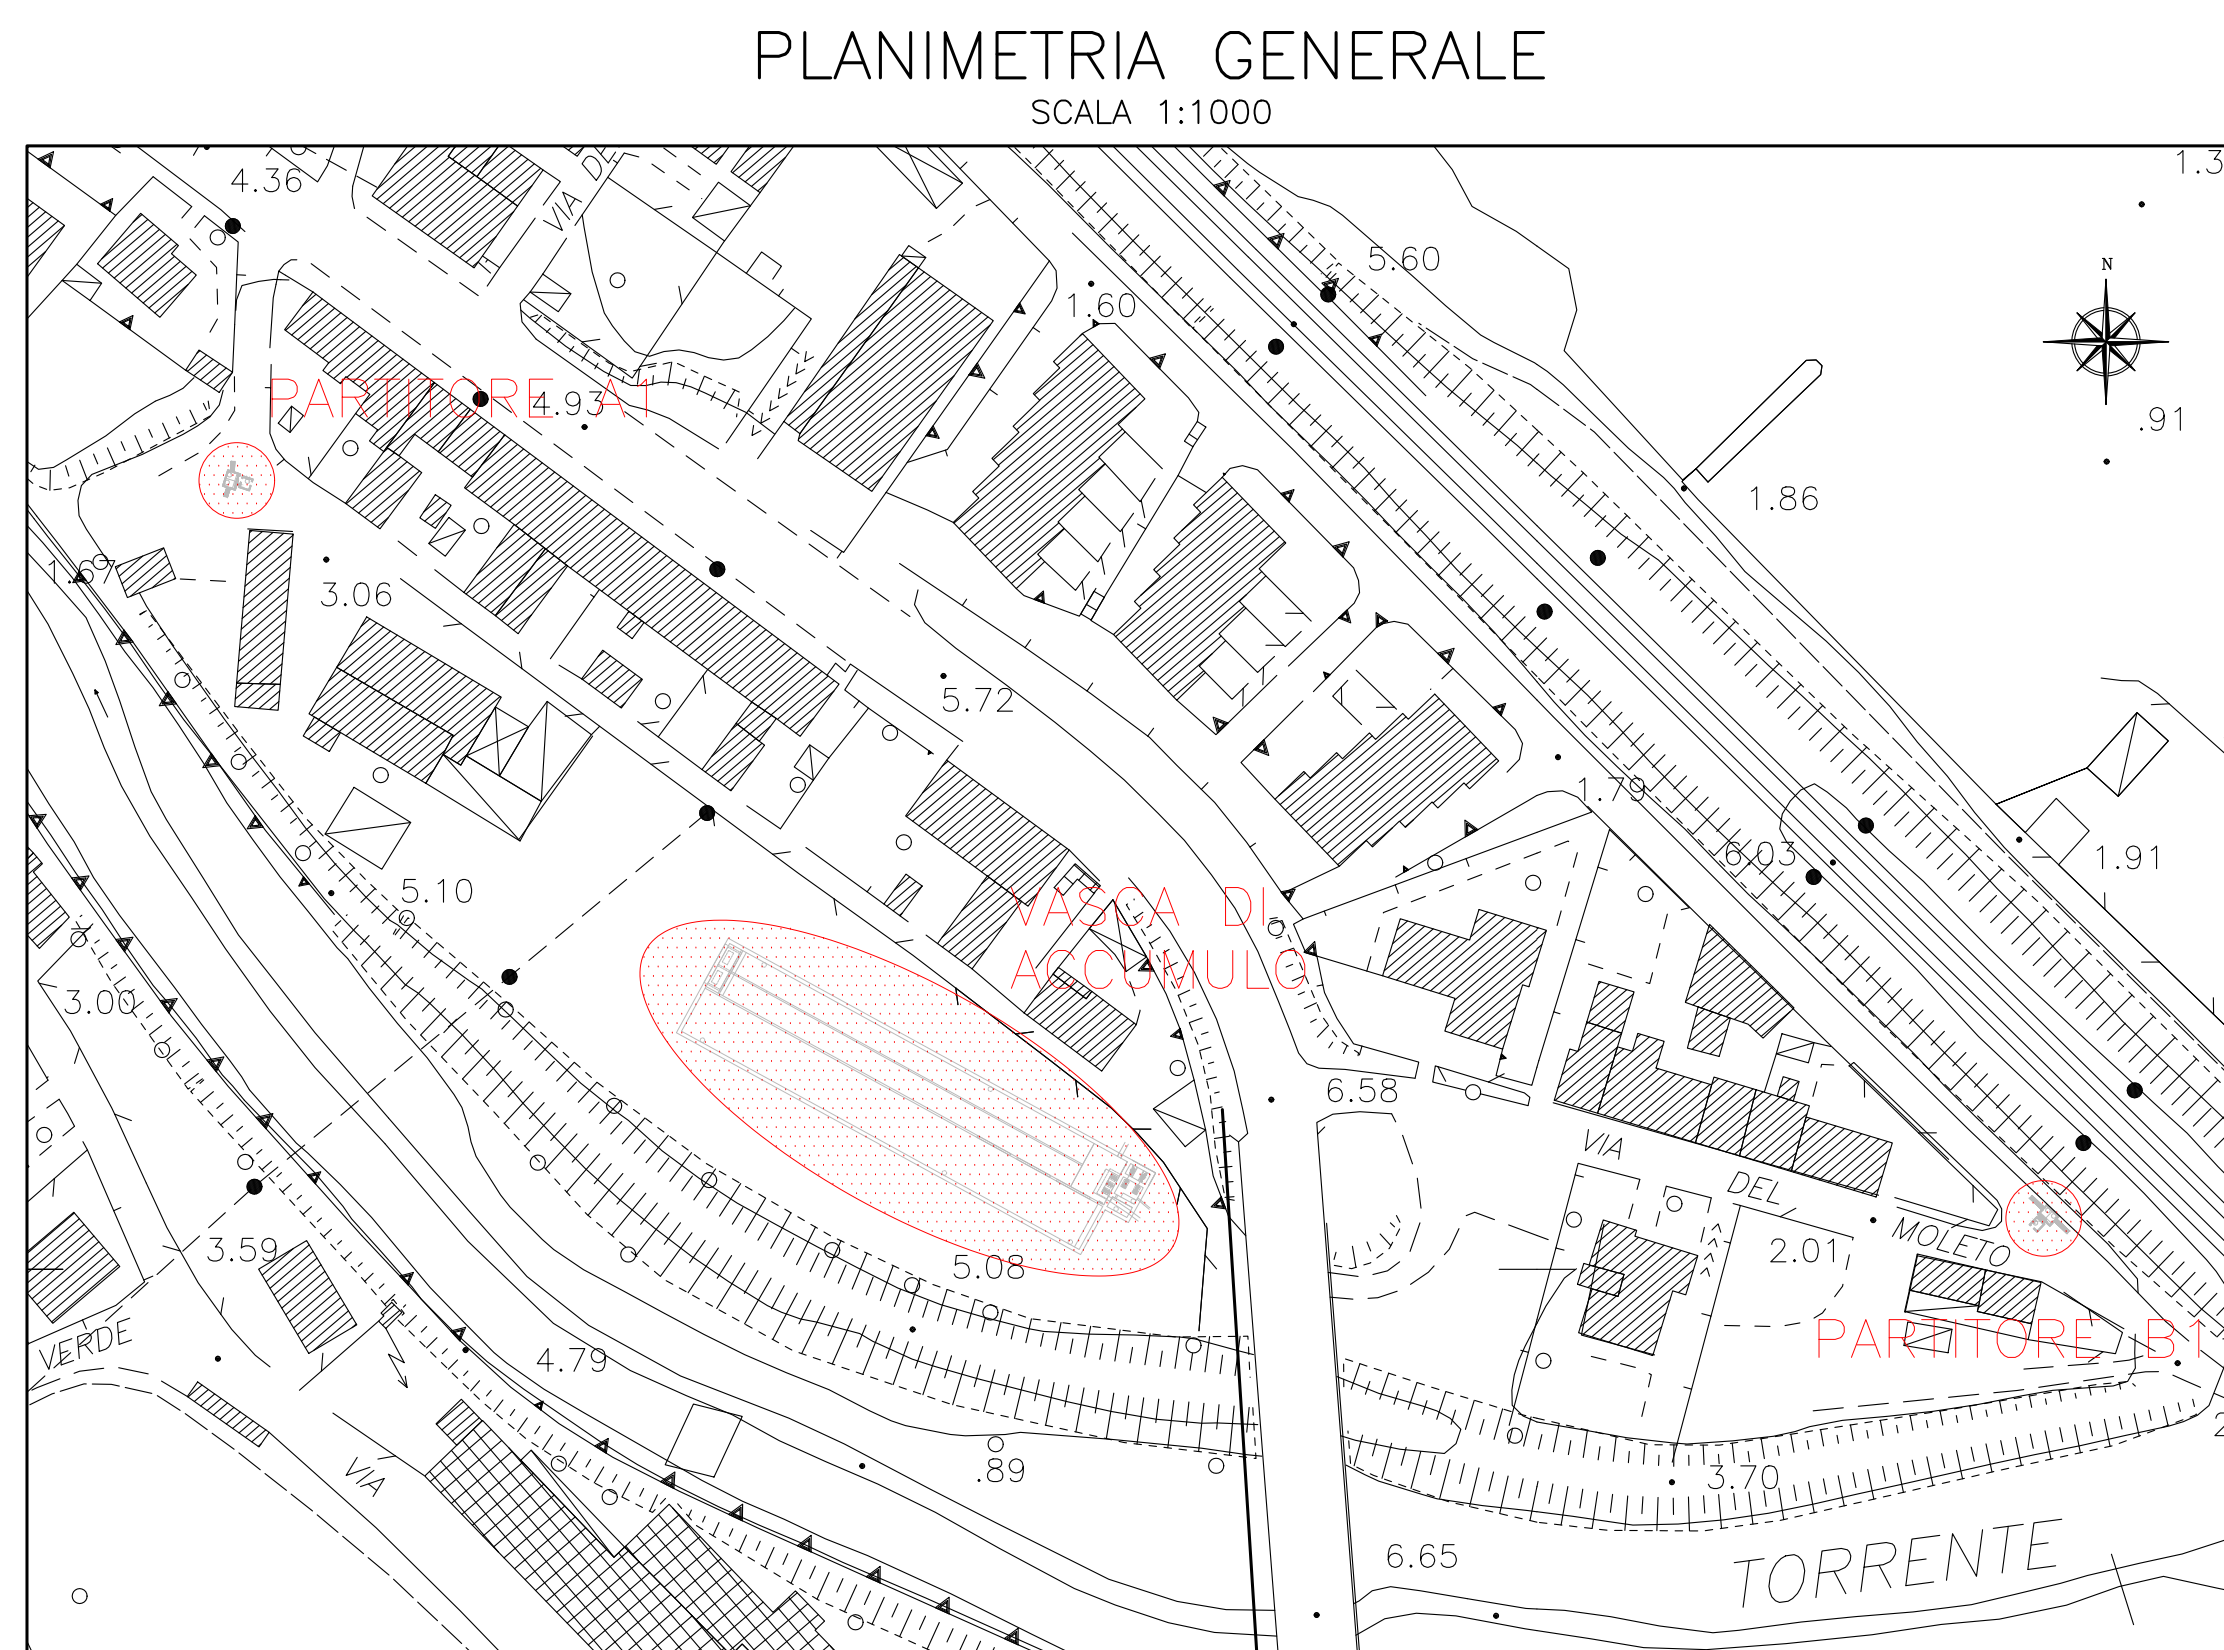 PLANIMETRIA GENERALE
SCALA 1:1000
4.36
VIA
5.60
1.60
N
.91
PARTITORE A1
4.93
1.86
1.67
3.06
5.72
1.79
6.03
1.91
5.10
VASCA DI
ACCUMULO
3.00
6.58
VIA DEL MOLETO
2.01
3.59
5.08
VERDE
4.79
PARTITORE B1
VIA
.89
3.70
6.65
TORRENTE